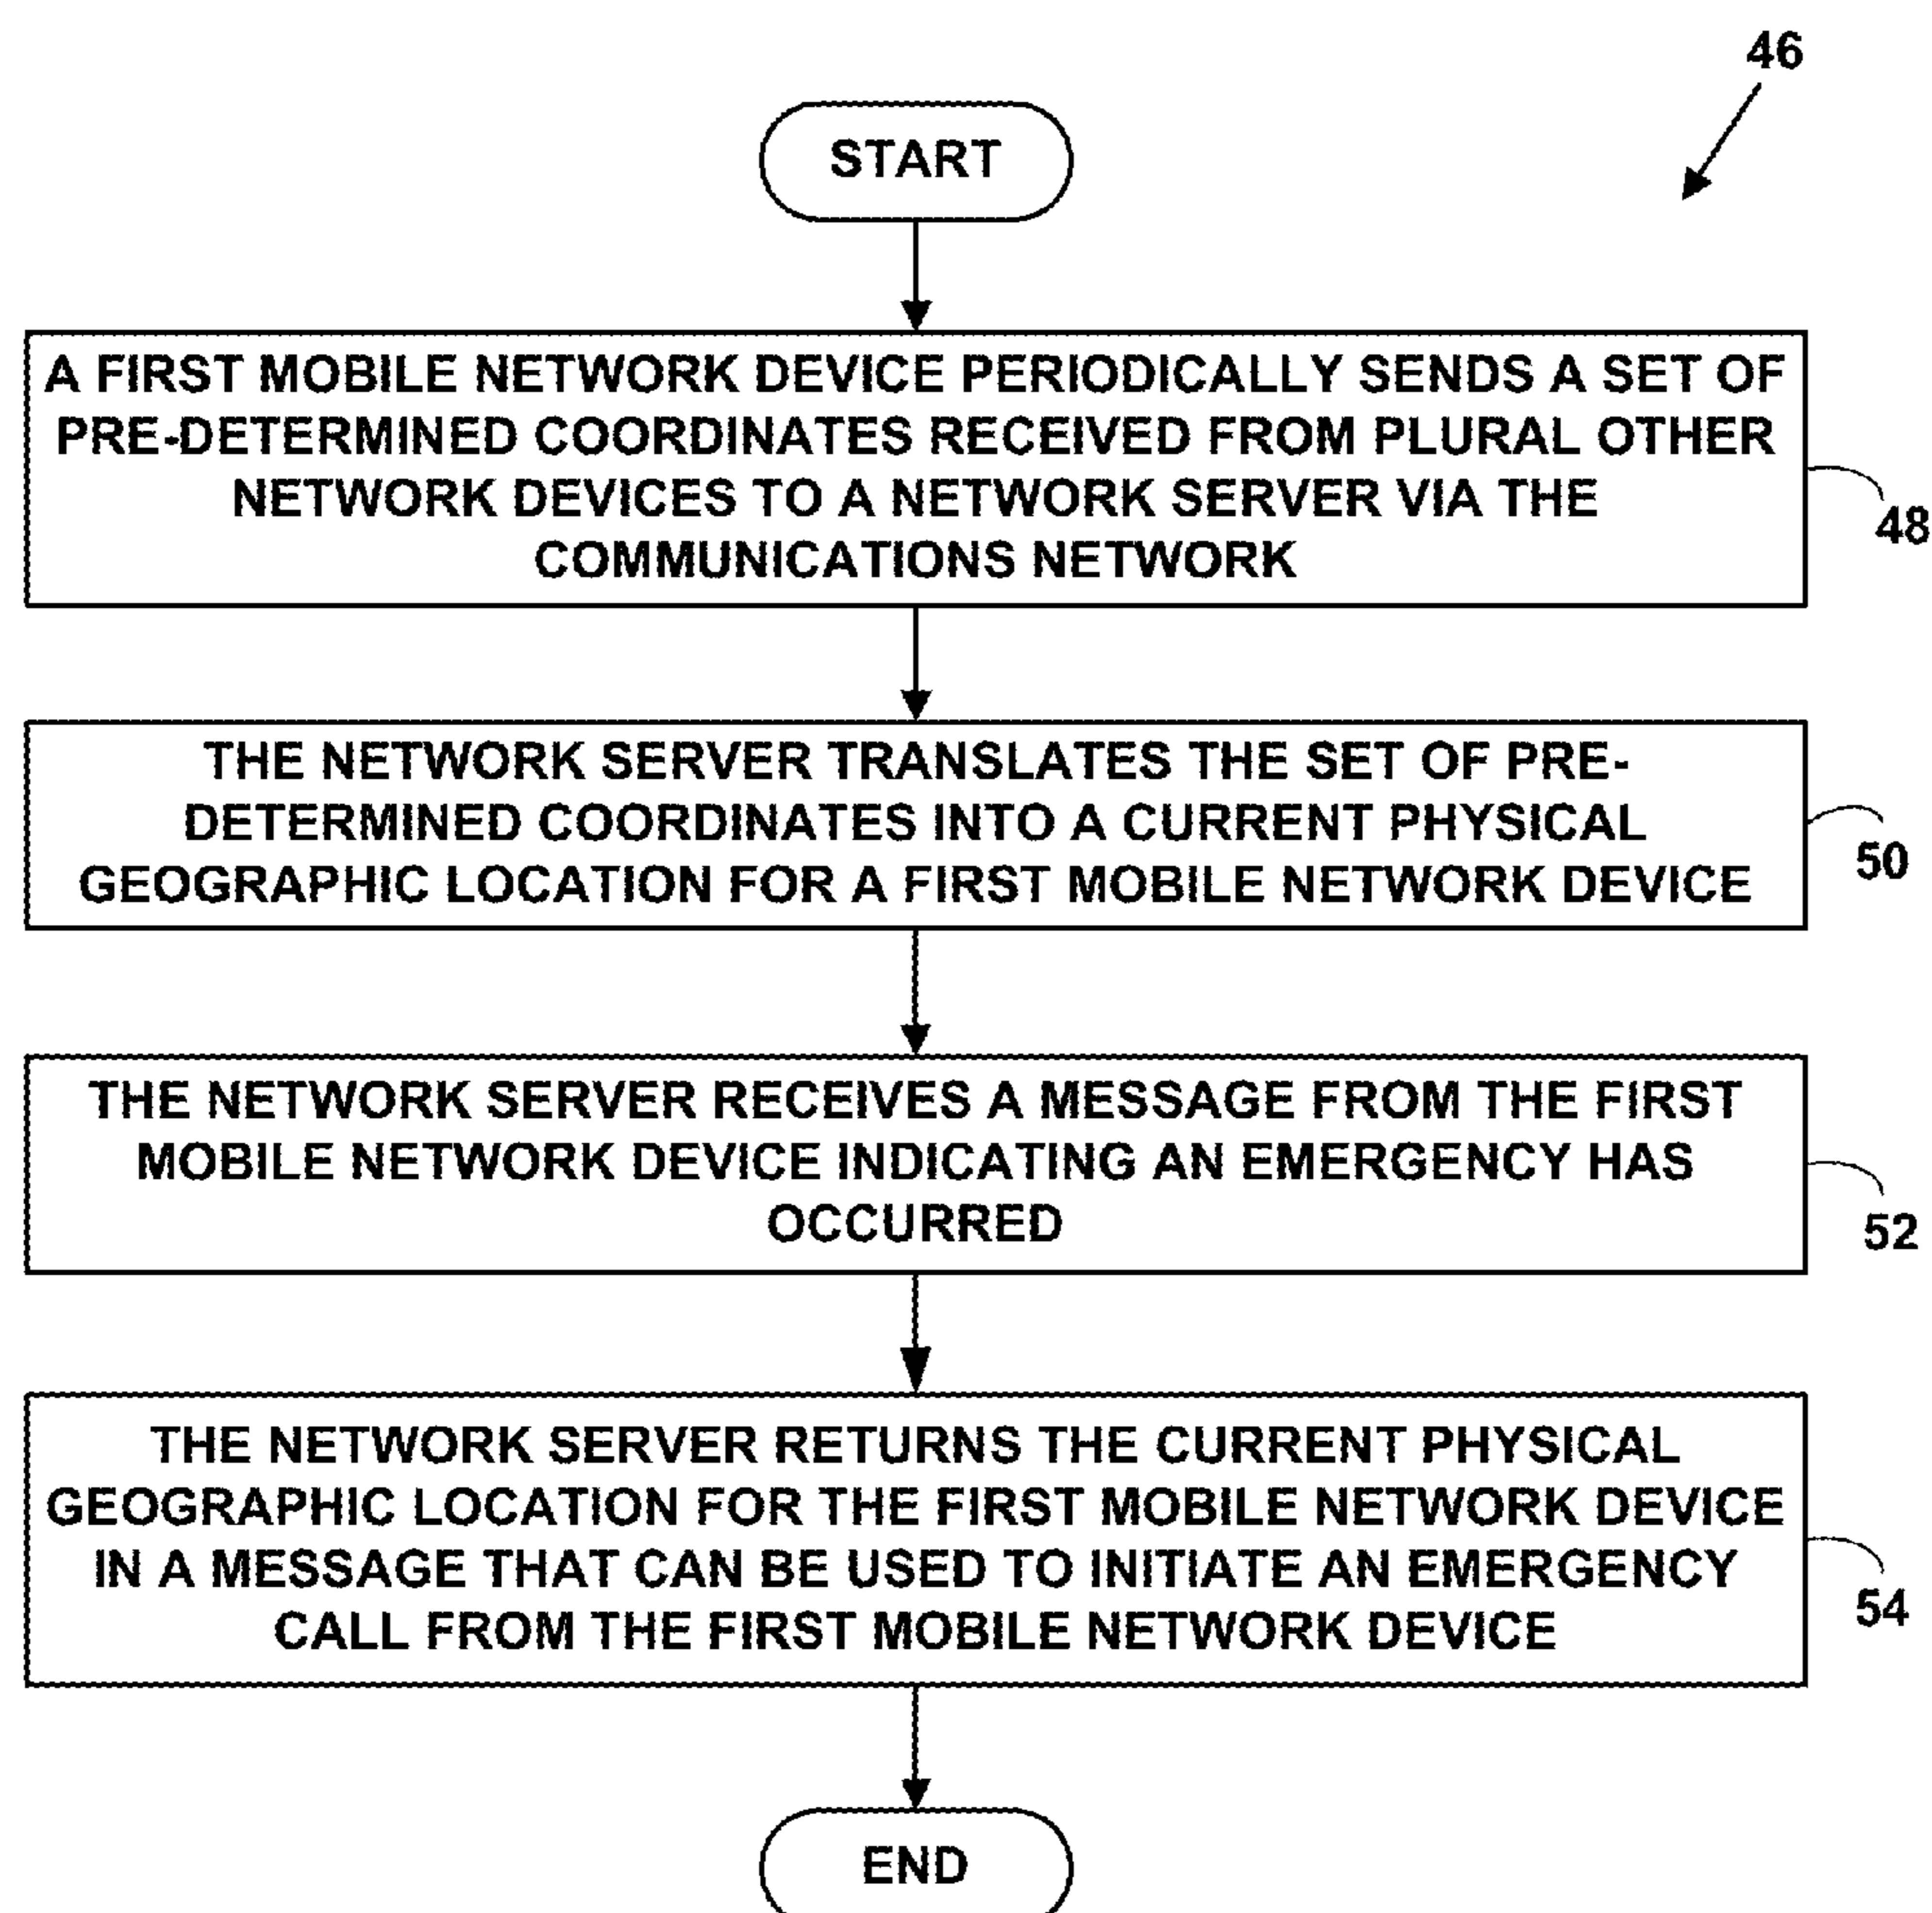 46
START
A FIRST MOBILE NETWORK DEVICE PERIODICALLY SENDS A SET OF
PRE-DETERMINED COORDINATES RECEIVED FROM PLURAL OTHER
NETWORK DEVICES TO A NETWORK SERVER VIA THE
COMMUNICATIONS NETWORK
48
THE NETWORK SERVER TRANSLATES THE SET OF PRE-
DETERMINED COORDINATES INTO A CURRENT PHYSICAL
GEOGRAPHIC LOCATION FOR A FIRST MOBILE NETWORK DEVICE
50
THE NETWORK SERVER RECEIVES A MESSAGE FROM THE FIRST
MOBILE NETWORK DEVICE INDICATING AN EMERGENCY HAS
OCCURRED
52
THE NETWORK SERVER RETURNS THE CURRENT PHYSICAL
GEOGRAPHIC LOCATION FOR THE FIRST MOBILE NETWORK DEVICE
IN A MESSAGE THAT CAN BE USED TO INITIATE AN EMERGENCY
CALL FROM THE FIRST MOBILE NETWORK DEVICE
54
END